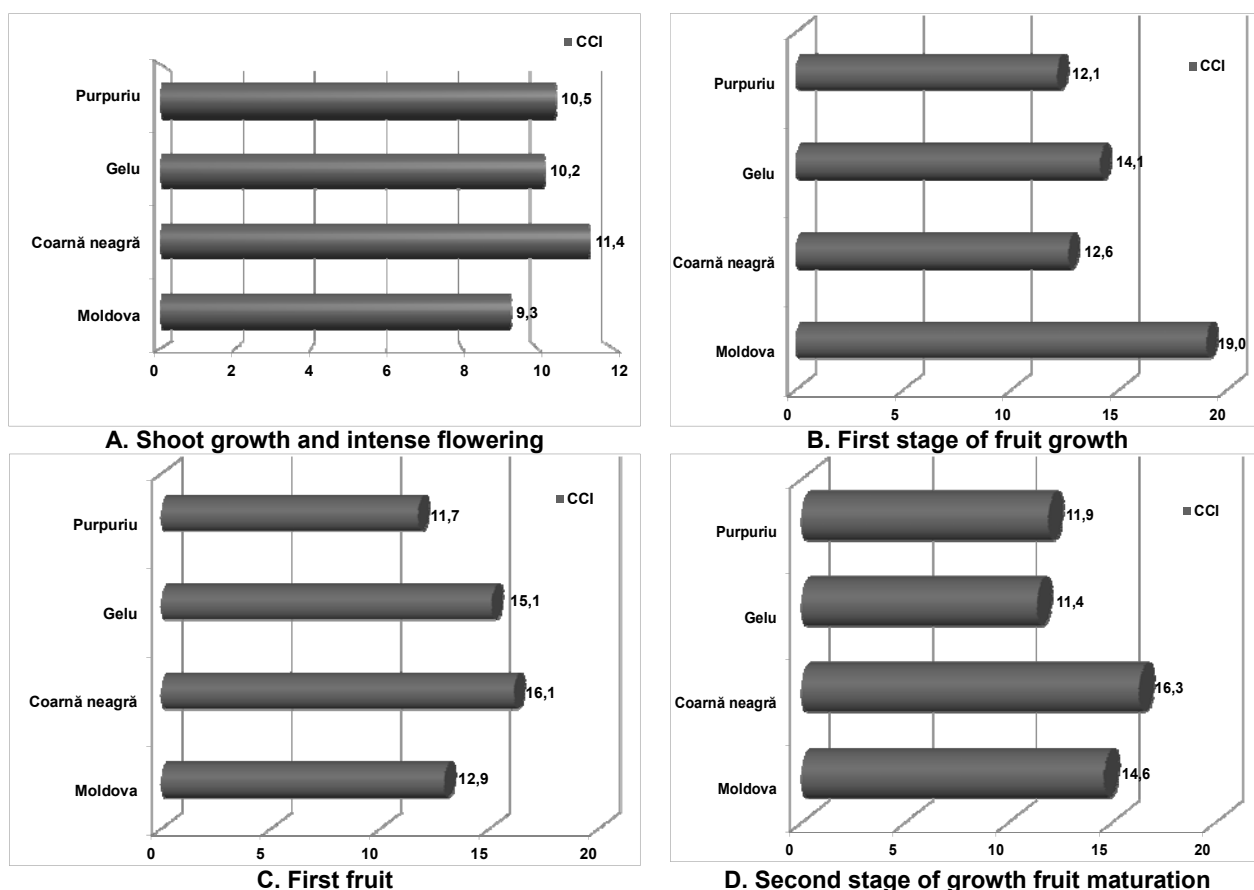 CCI
Purpuriu
10,5
Gelu
10,2
Coarnă neagră
11,4
Moldova
9,3
0 2 4 6 8 10 12
A. Shoot growth and intense flowering
CCI
Purpuriu
12,1
Gelu
14,1
Coarnă neagră
12,6
Moldova
19,0
0 5 10 15 20
B. First stage of fruit growth
CCI
Purpuriu
11,7
Gelu
15,1
Coarnă neagră
16,1
Moldova
12,9
0 5 10 15 20
C. First fruit
CCI
Purpuriu
11,9
Gelu
11,4
Coarnă neagră
16,3
Moldova
14,6
0 5 10 15 20
D. Second stage of growth fruit maturation